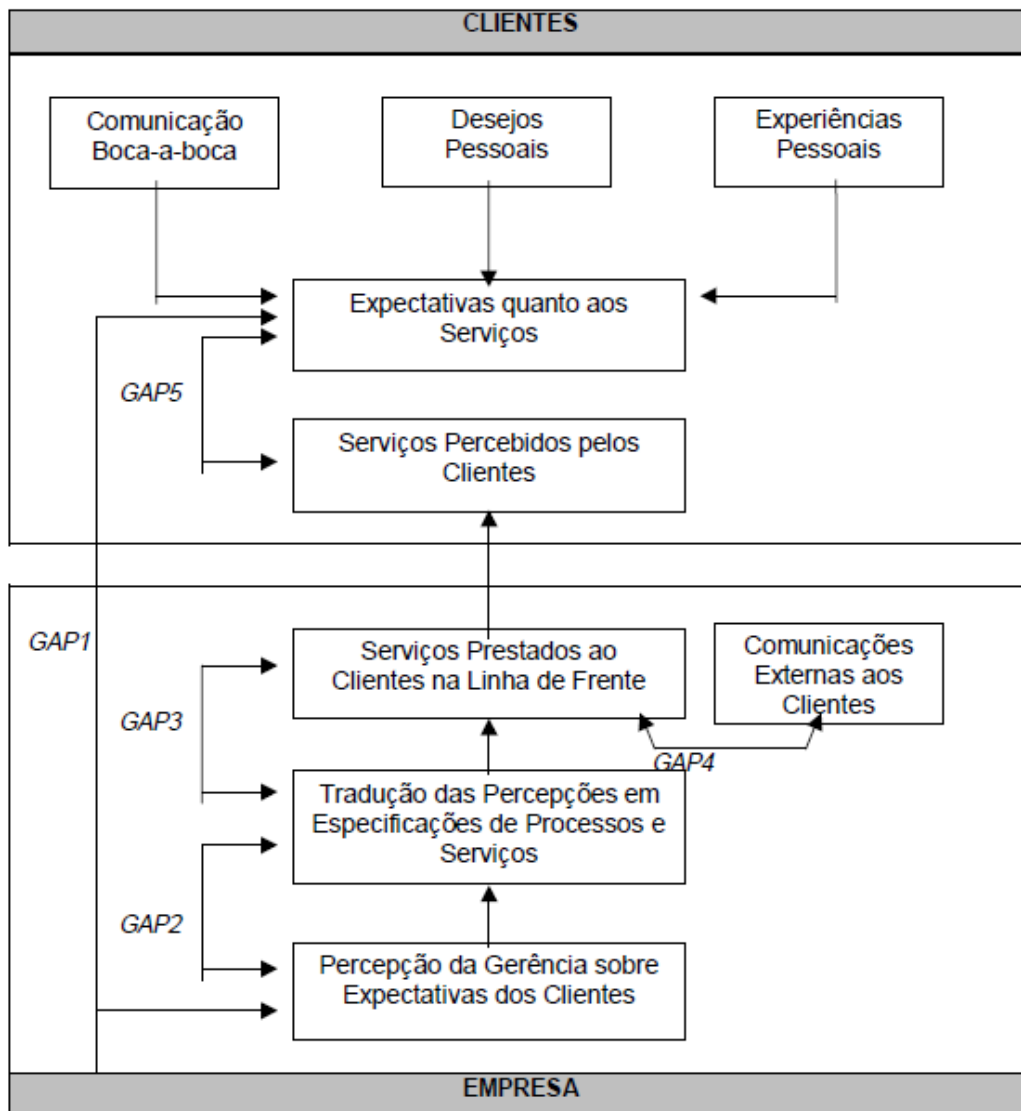 CLIENTES
Comunicação
Boca-a-boca
Desejos
Pessoais
Experiências
Pessoais
Expectativas quanto aos
Serviços
GAP5
Serviços Percebidos pelos
Clientes
GAP1
Serviços Prestados ao
Clientes na Linha de Frente
Comunicações
Externas aos
Clientes
GAP3
GAP4
Tradução das Percepções em
Especificações de Processos e
Serviços
GAP2
Percepção da Gerência sobre
Expectativas dos Clientes
EMPRESA